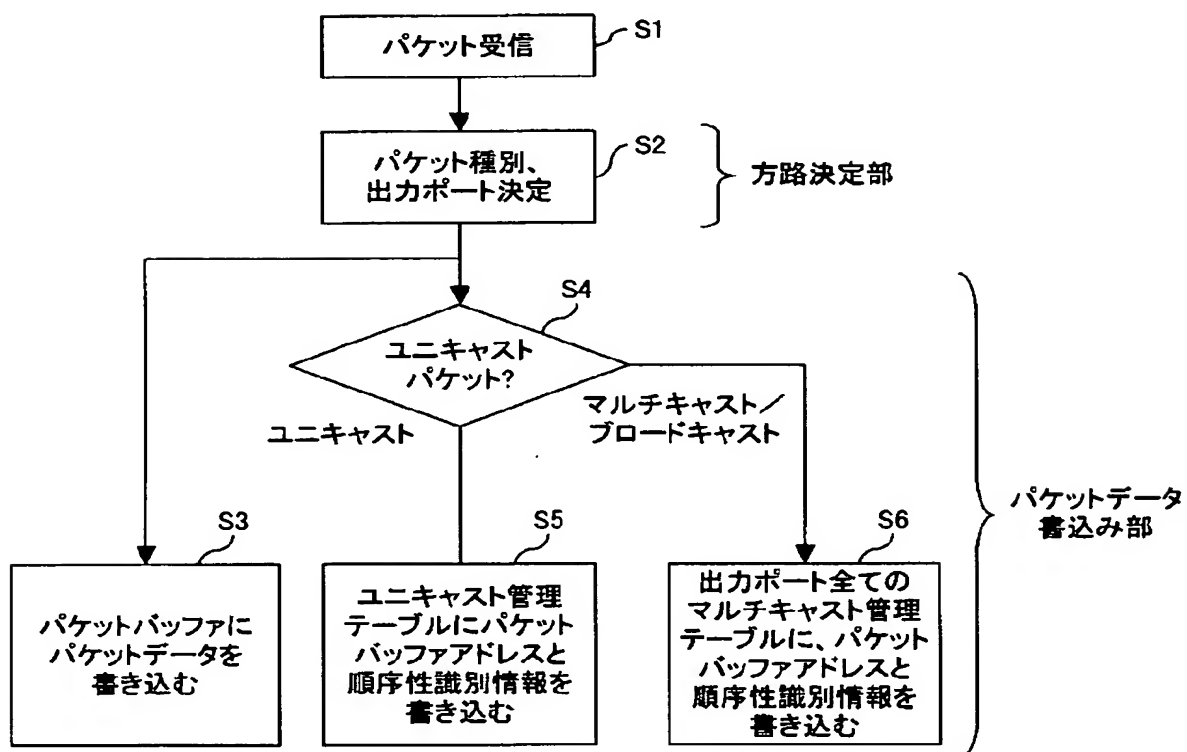 パケット受信
S1
パケット種別、
出力ポート決定
S2
方路決定部
S4
ユニキャスト
パケット?
ユニキャスト
マルチキャスト／
ブロードキャスト
S3
パケットバッファに
パケットデータを
書き込む
S5
ユニキャスト管理
テーブルにパケット
バッファアドレスと
順序性識別情報を
書き込む
S6
出力ポート全ての
マルチキャスト管理
テーブルに、パケット
バッファアドレスと
順序性識別情報を
書き込む
パケットデータ
書込み部